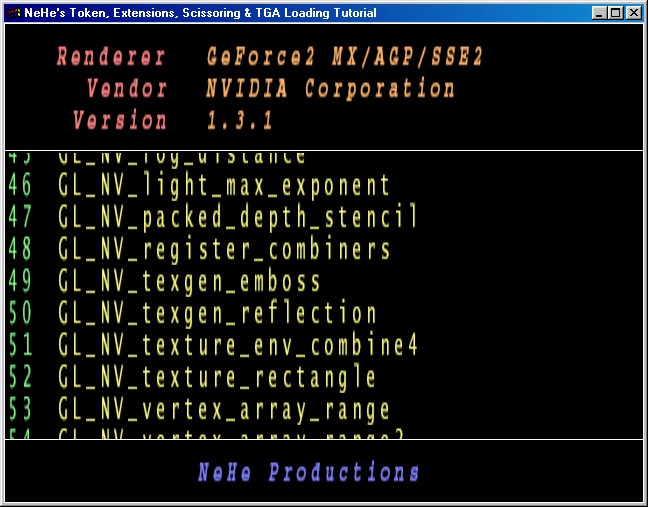 NeHe's Token, Extensions, Scissoring & TGA Loading Tutorial
Renderer GeForce2 MX/AGP/SSE2
Vendor NVIDIA Corporation
Version 1.3.1
45 GL_NV_fog_distance
46 GL_NV_light_max_exponent
47 GL_NV_packed_depth_stencil
48 GL_NV_register_combiners
49 GL_NV_texgen_emboss
50 GL_NV_texgen_reflection
51 GL_NV_texture_env_combine4
52 GL_NV_texture_rectangle
53 GL_NV_vertex_array_range
54 GL_NV_vertex_array_range2
NeHe Productions